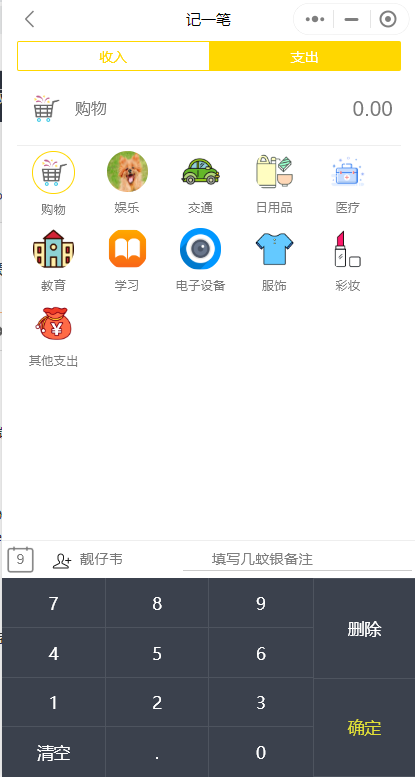 记一笔
收入 支出
购物 0.00
购物 娱乐 交通 日用品 医疗
教育 学习 电子设备 服饰 彩妆
¥
其他支出
9 靓仔韦 填写几蚊银备注
7 8 9 删除
4 5 6
1 2 3 确定
清空 . 0